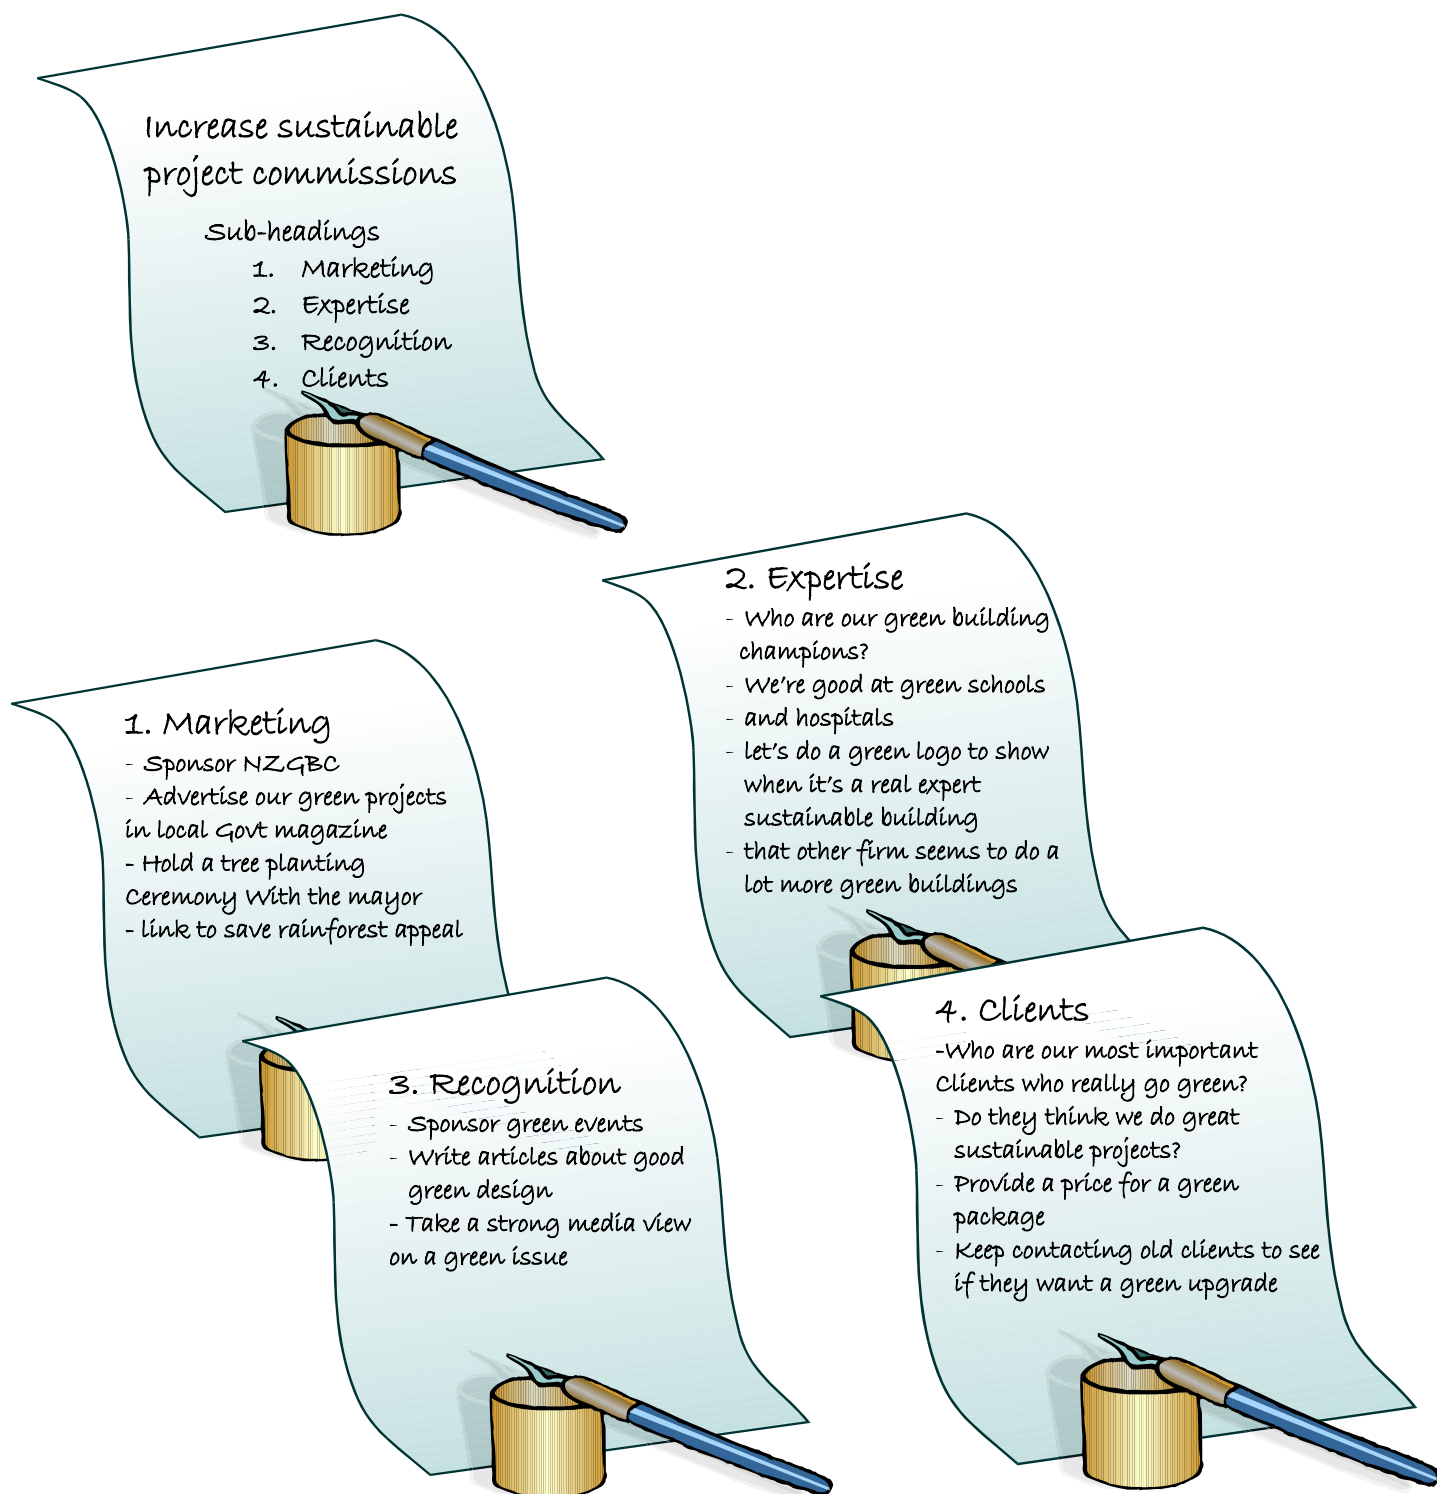 Increase sustainable
project commissions
Sub-headings
1. Marketing
2. Expertise
3. Recognition
4. Clients
1. Marketing
- Sponsor NZGBC
- Advertise our green projects
in local Govt magazine
- Hold a tree planting
Ceremony With the mayor
- link to save rainforest appeal
2. Expertise
- Who are our green building
champions?
- We're good at green schools
- and hospitals
- let's do a green logo to show
when it's a real expert
sustainable building
- that other firm seems to do a
lot more green buildings
3. Recognition
- Sponsor green events
- Write articles about good
green design
- Take a strong media view
on a green issue
4. Clients
-Who are our most important
Clients who really go green?
- Do they think we do great
sustainable projects?
- Provide a price for a green
package
- Keep contacting old clients to see
if they want a green upgrade